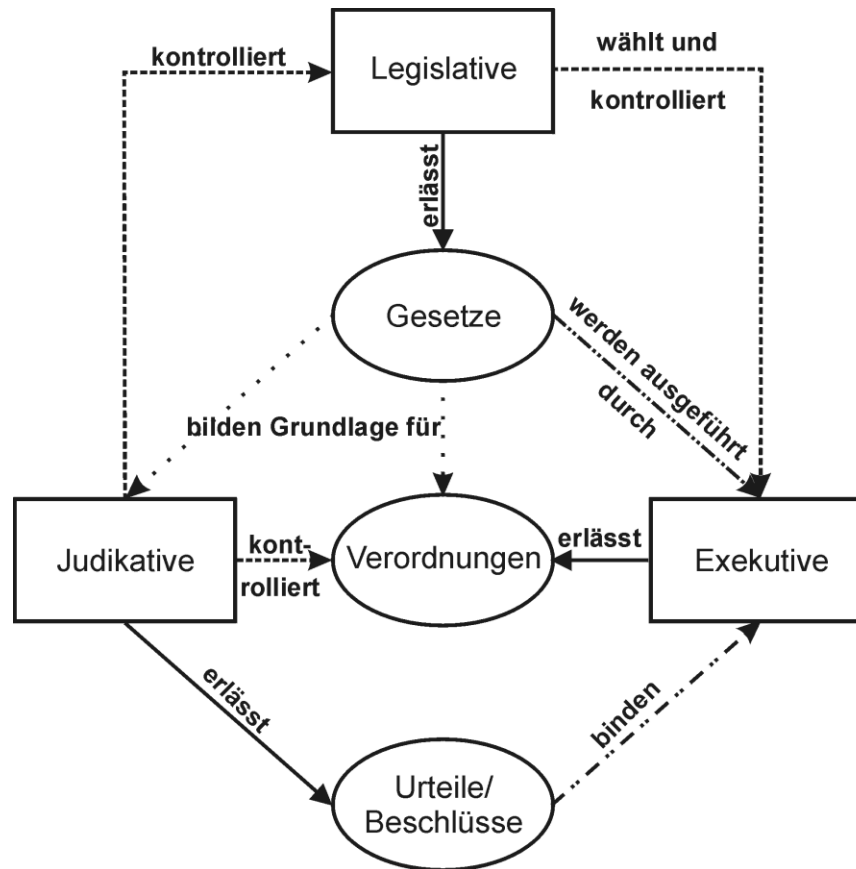 kontrolliert
Legislative
wählt und
kontrolliert
erlässt
Gesetze
werden ausgeführt
durch
bilden Grundlage für
Judikative
kont-
rolliert
Verordnungen
erlässt
Exekutive
erlässt
binden
Urteile/
Beschlüsse